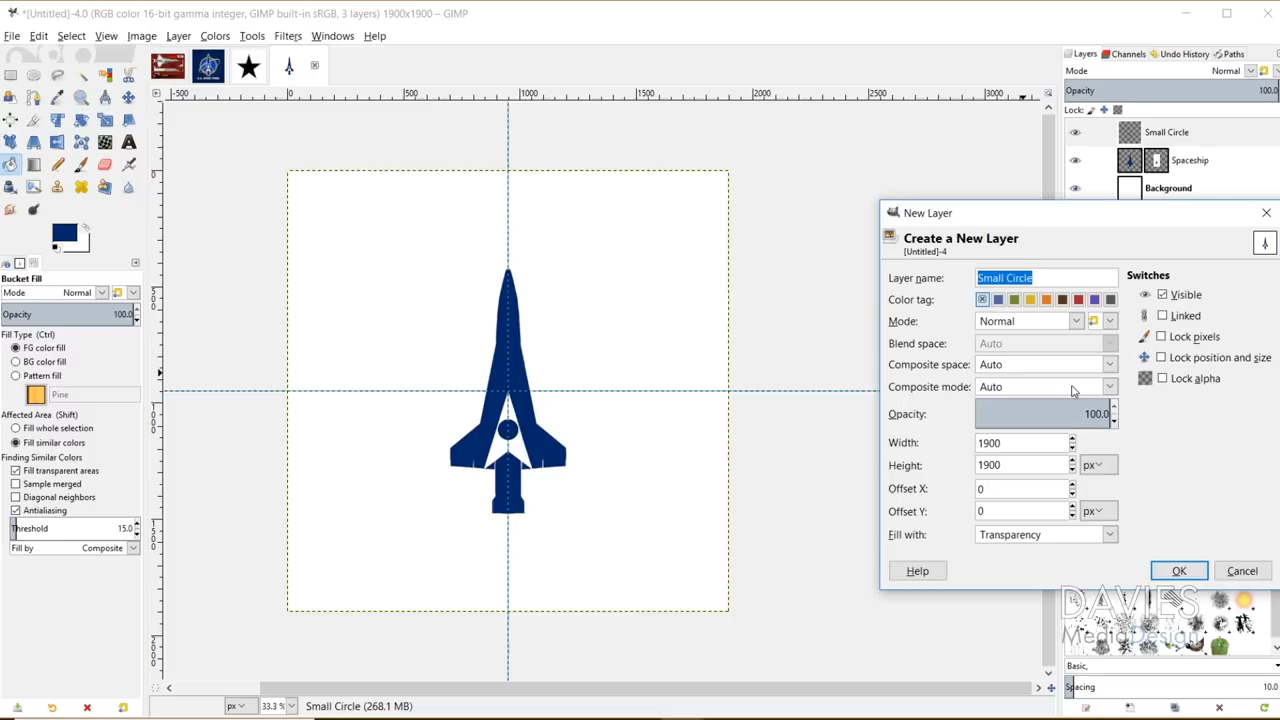 *[Untitled]-4.0 (RGB color 16-bit gamma integer, GIMP built-in sRGB, 3 layers) 1900x1900 – GIMP
File Edit Select View Image Layer Colors Tools Filters Windows Help
Layers Channels Undo History Paths
Mode Normal
Opacity 100.0
Lock:
-500 0 500 1000 1500 2000 2500 3000
Small Circle
Spaceship
Background
New Layer
Create a New Layer
[Untitled]-4
Layer name: Small Circle
Switches
Color tag:
Visible
Mode: Normal
Linked
Blend space: Auto
Lock pixels
Composite space: Auto
Lock position and size
Composite mode: Auto
Lock alpha
Opacity: 100.0
Width: 1900
Height: 1900 px
Offset X: 0
Offset Y: 0 px
Fill with: Transparency
Help OK Cancel
Bucket Fill
Mode Normal
Opacity 100.0
Fill Type (Ctrl)
FG color fill
BG color fill
Pattern fill
Pine
Affected Area (Shift)
Fill whole selection
Fill similar colors
Finding Similar Colors
Fill transparent areas
Sample merged
Diagonal neighbors
Antialiasing
Threshold 15.0
Fill by Composite
DAVIES
MediaDesign
Basic,
Spacing 10.0
px 33.3 % Small Circle (268.1 MB)